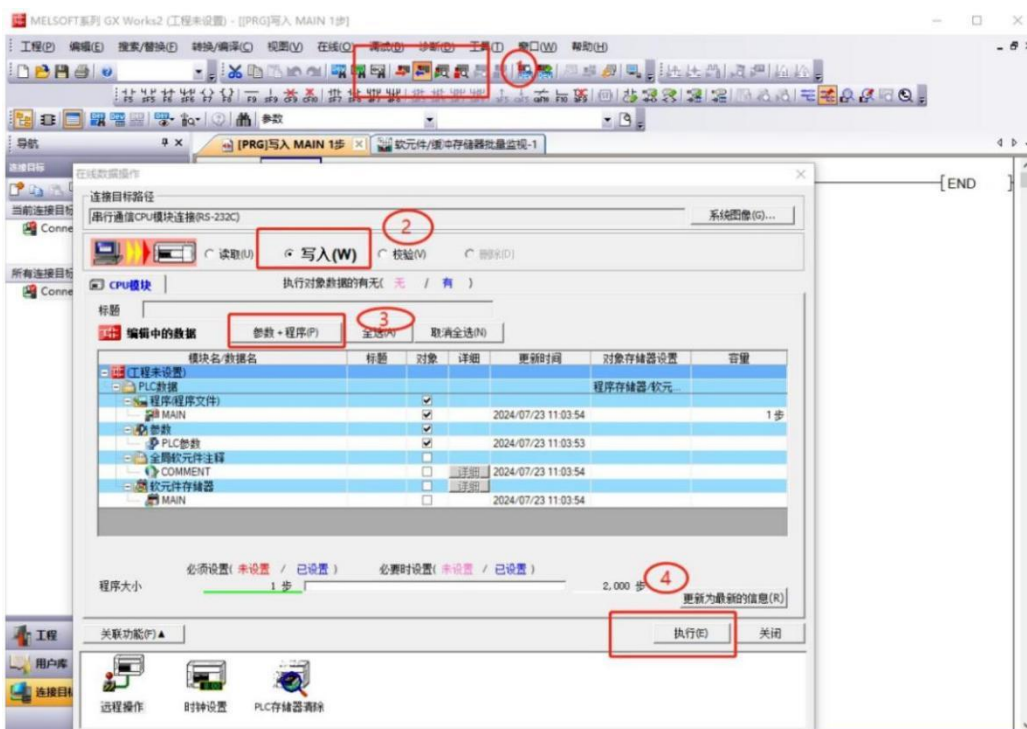 MELSOFT系列 GX Works2 (工程未设置) - [[PRG]写入 MAIN 1步]
工程(P) 编辑(E) 搜索/替换(F) 转换/编译(C) 视图(V) 在线(O) 调试(B) 诊断(D) 工具(T) 窗口(W) 帮助(H)
1
参数
导航
[PRG]写入 MAIN 1步
软元件/缓冲存储器批量监视-1
连接目标
END
当前连接目标
Conne
所有连接目标
Conne
在线数据操作
连接目标路径
串行通信CPU模块连接(RS-232C)
系统图像(G)...
2
读取(U) 写入(W) 校验(V) 删除(D)
CPU模块
执行对象数据的有无( 无 / 有 )
标题
3
编辑中的数据 参数+程序(P) 全选(A) 取消全选(N)
模块名/数据名 标题 对象 详细 更新时间 对象存储器设置 容量
(工程未设置)
PLC数据 程序存储器/软元...
程序(程序文件)
MAIN 2024/07/23 11:03:54 1 步
参数
PLC参数 2024/07/23 11:03:53
全局软元件注释
COMMENT 详细 2024/07/23 11:03:54
软元件存储器 详细
MAIN 2024/07/23 11:03:54
必须设置( 未设置 / 已设置 ) 必要时设置( 未设置 / 已设置 )
4
程序大小 1 步 2,000 步
更新为最新的信息(R)
关联功能(F)▲ 执行(E) 关闭
工程
用户库
连接目标
远程操作 时钟设置 PLC存储器清除